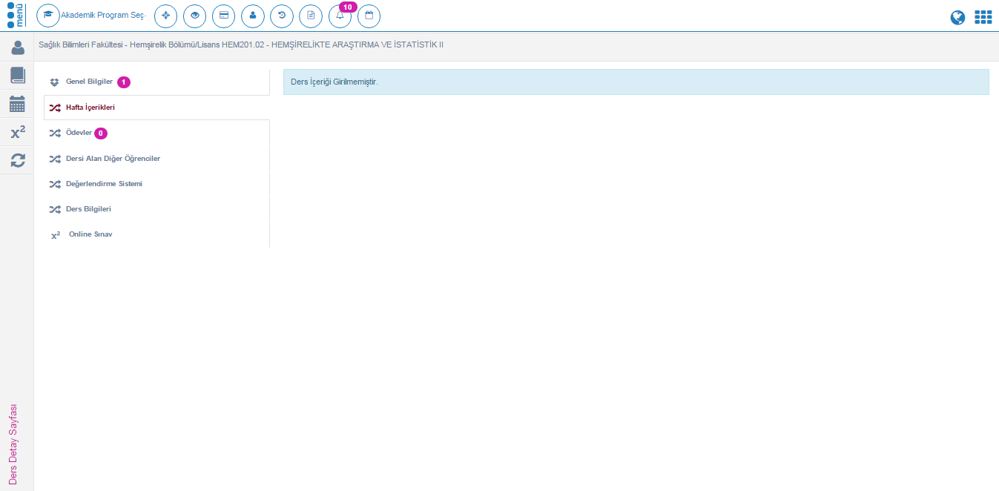 menü
Akademik Program Seç-
10
Sağlık Bilimleri Fakültesi - Hemşirelik Bölümü/Lisans HEM201.02 - HEMŞİRELİKTE ARAŞTIRMA VE İSTATİSTİK II
Genel Bilgiler 1
Ders İçeriği Girilmemiştir.
Hafta İçerikleri
Ödevler 0
x²
Dersi Alan Diğer Öğrenciler
Değerlendirme Sistemi
Ders Bilgileri
x² Online Sınav
Ders Detay Sayfası